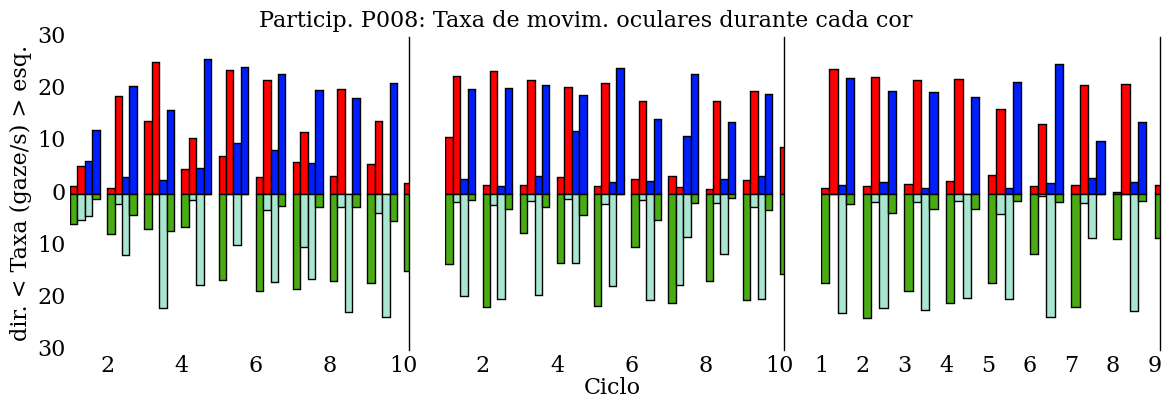 Particip. P008: Taxa de movim. oculares durante cada cor
dir. < Taxa (gaze/s) > esq.
30
20
10
0
10
20
30
2 4 6 8 10
2 4 6 8 10
1 2 3 4 5 6 7 8 9
Ciclo